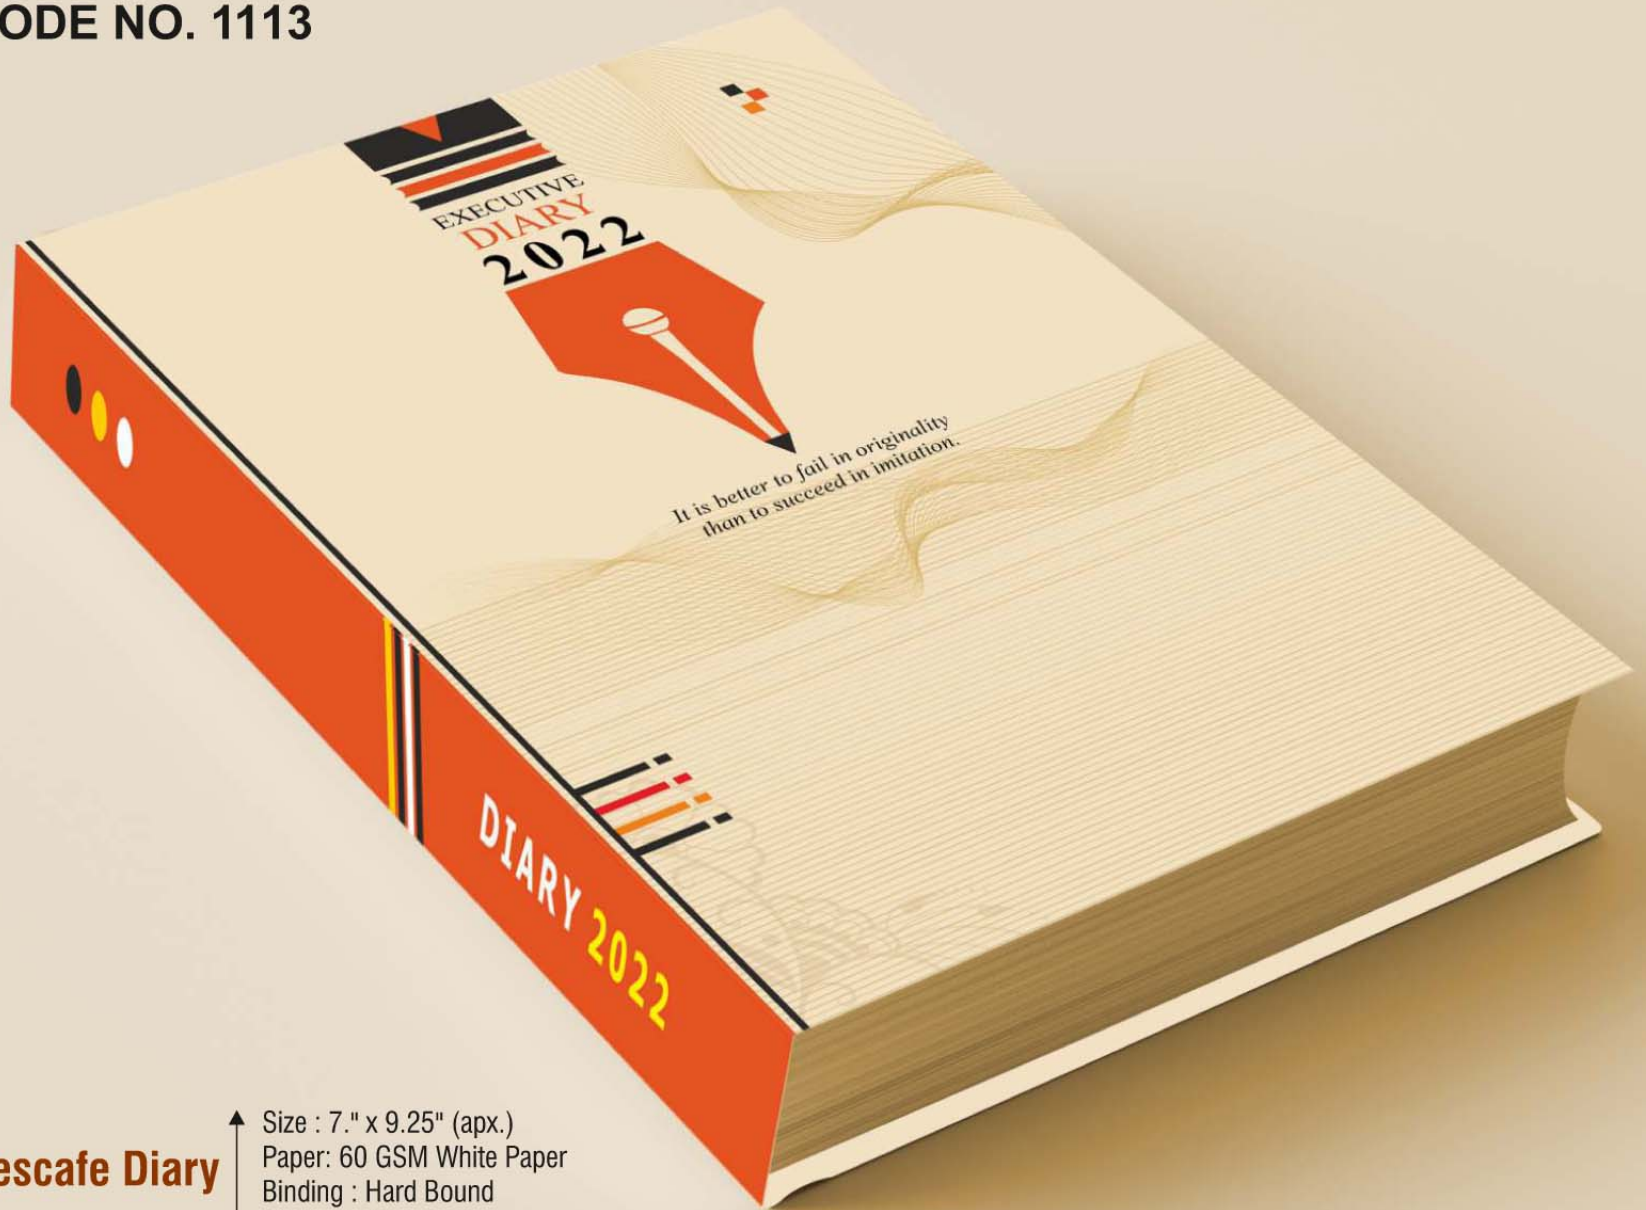 ODE NO. 1113
EXECUTIVE
DIARY
2022
It is better to fail in originality
than to succeed in imitation.
DIARY 2022
escafe Diary
Size : 7." x 9.25" (apx.)
Paper: 60 GSM White Paper
Binding : Hard Bound